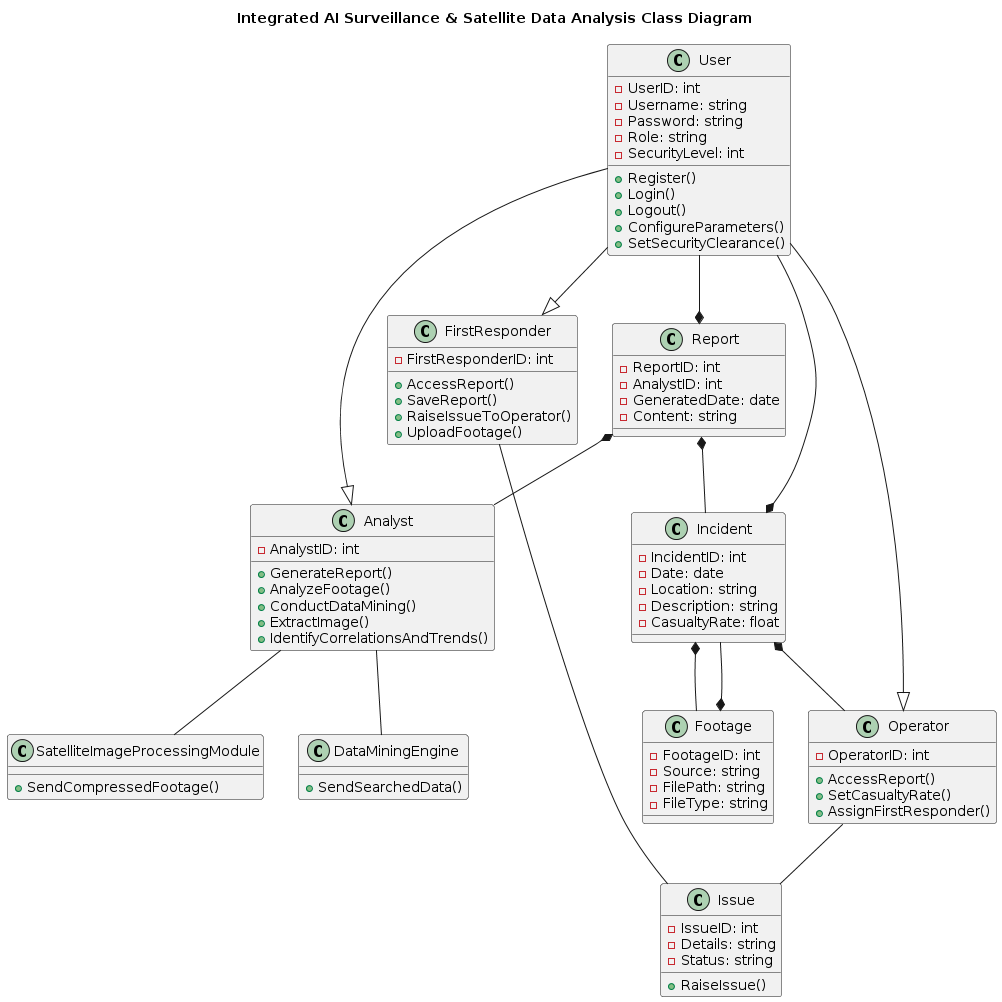 Integrated AI Surveillance & Satellite Data Analysis Class Diagram
C User
UserID: int
Username: string
Password: string
Role: string
SecurityLevel: int
Register()
Login()
Logout()
ConfigureParameters()
SetSecurityClearance()
C FirstResponder
FirstResponderID: int
AccessReport()
SaveReport()
RaiseIssueToOperator()
UploadFootage()
C Report
ReportID: int
AnalystID: int
GeneratedDate: date
Content: string
C Analyst
AnalystID: int
GenerateReport()
AnalyzeFootage()
ConductDataMining()
ExtractImage()
IdentifyCorrelationsAndTrends()
C Incident
IncidentID: int
Date: date
Location: string
Description: string
CasualtyRate: float
C SatelliteImageProcessingModule
SendCompressedFootage()
C DataMiningEngine
SendSearchedData()
C Footage
FootageID: int
Source: string
FilePath: string
FileType: string
C Operator
OperatorID: int
AccessReport()
SetCasualtyRate()
AssignFirstResponder()
C Issue
IssueID: int
Details: string
Status: string
RaiseIssue()